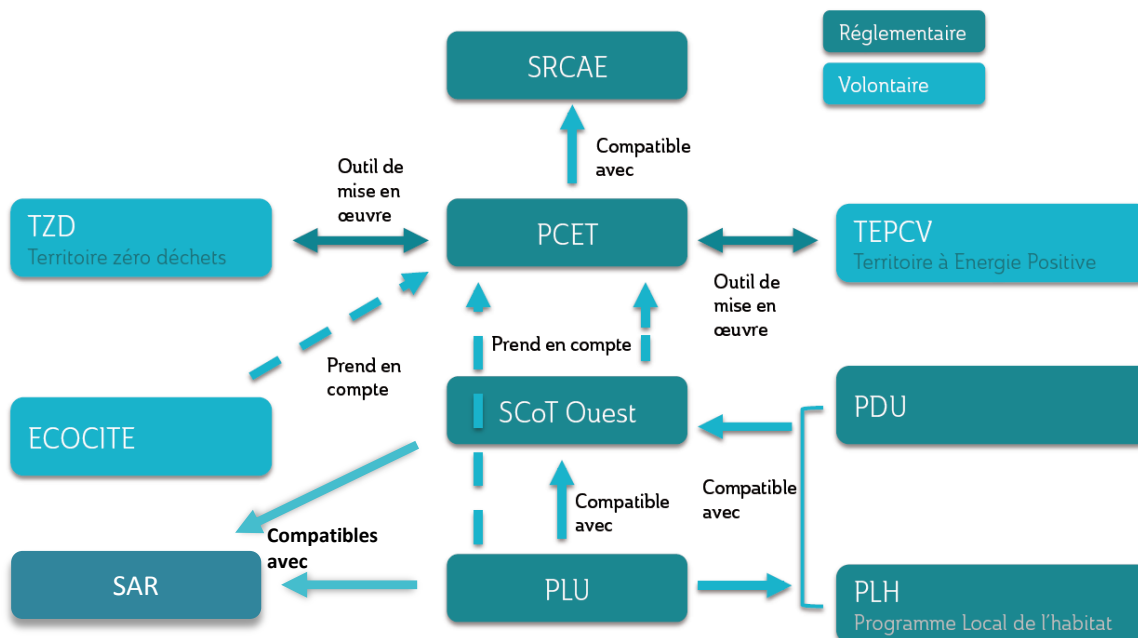 Réglementaire
SRCAE
Volontaire
Compatible
avec
Outil de
mise en
œuvre
TZD
Territoire zéro déchets
PCET
TEPCV
Territoire à Energie Positive
Outil de
mise en
œuvre
Prend en compte
Prend en
compte
ECOCITE
SCoT Ouest
PDU
Compatible
avec
Compatible
avec
Compatibles
avec
SAR
PLU
PLH
Programme Local de l'habitat